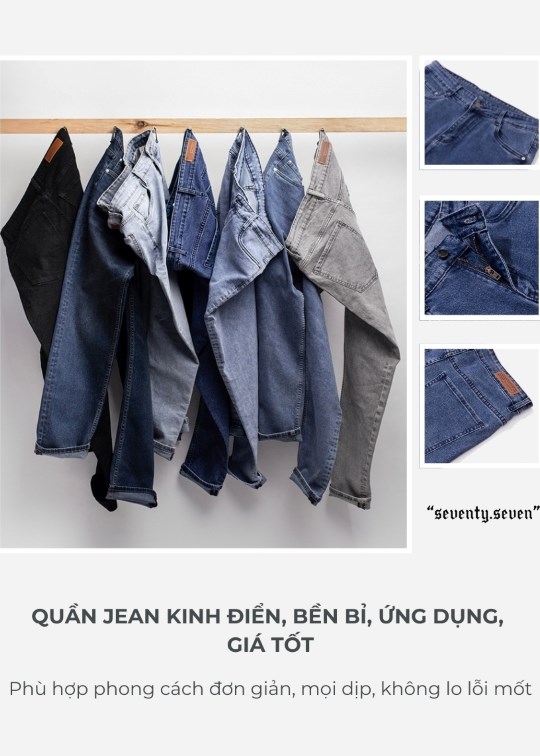 “seventy.seven”
QUẦN JEAN KINH ĐIỂN, BỀN BỈ, ỨNG DỤNG,
GIÁ TỐT
Phù hợp phong cách đơn giản, mọi dịp, không lo lỗi mốt